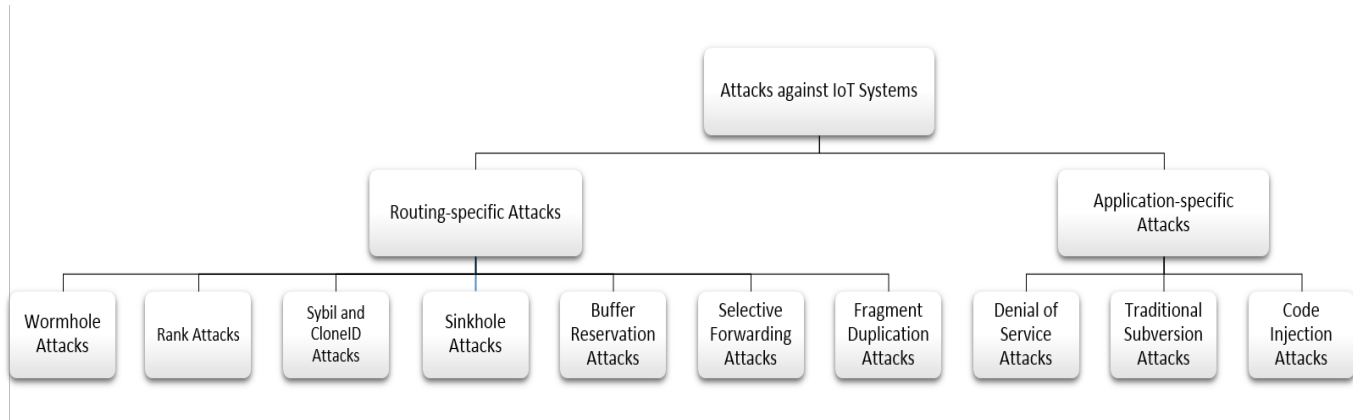 Attacks against IoT Systems
Routing-specific Attacks
Application-specific
Attacks
Wormhole
Attacks
Rank Attacks
Sybil and
CloneID
Attacks
Sinkhole
Attacks
Buffer
Reservation
Attacks
Selective
Forwarding
Attacks
Fragment
Duplication
Attacks
Denial of
Service
Attacks
Traditional
Subversion
Attacks
Code
Injection
Attacks